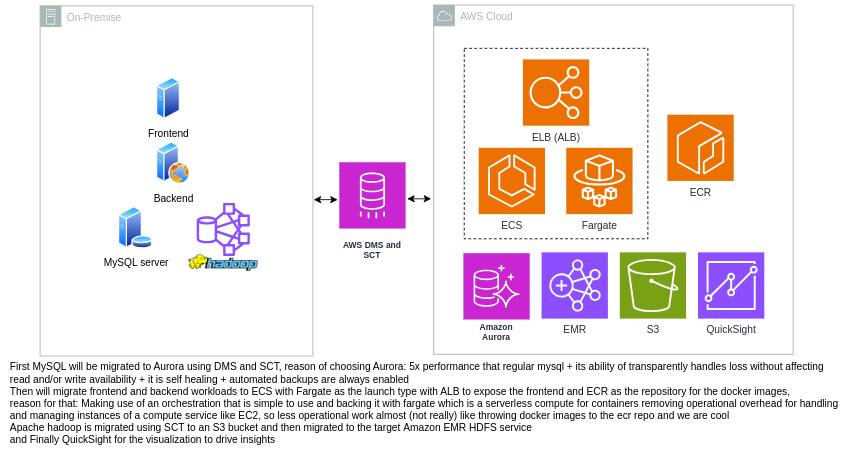 On-Premise
AWS Cloud
ELB (ALB)
Frontend
ECR
Backend
ECS
Fargate
AWS DMS and
SCT
MySQL server
hadoop
Amazon
Aurora
EMR
S3
QuickSight
First MySQL will be migrated to Aurora using DMS and SCT, reason of choosing Aurora: 5x performance that regular mysql + its ability of transparently handles loss without affecting
read and/or write availability + it is self healing + automated backups are always enabled
Then will migrate frontend and backend workloads to ECS with Fargate as the launch type with ALB to expose the frontend and ECR as the repository for the docker images,
reason for that: Making use of an orchestration that is simple to use and backing it with fargate which is a serverless compute for containers removing operational overhead for handling
and managing instances of a compute service like EC2, so less operational work almost (not really) like throwing docker images to the ecr repo and we are cool
Apache hadoop is migrated using SCT to an S3 bucket and then migrated to the target Amazon EMR HDFS service
and Finally QuickSight for the visualization to drive insights